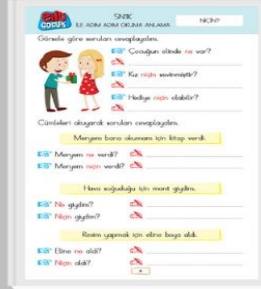 5N1K
İLE ADIM ADIM OKUMA ANLAMA
NİÇİN?
Görsele göre soruları cevaplayalım.
Çocuğun elinde ne var?
Kız niçin sevinmiştir?
Hediye niçin olabilir?
Cümleleri okuyarak soruları cevaplayalım.
Meryem bana okumam için kitap verdi.
Meryem ne verdi?
Meryem niçin verdi?
Hava soğuduğu için mont giydim.
Ne giydim?
Niçin giydim?
Resim yapmak için eline boya aldı.
Eline ne aldı?
Niçin aldı?